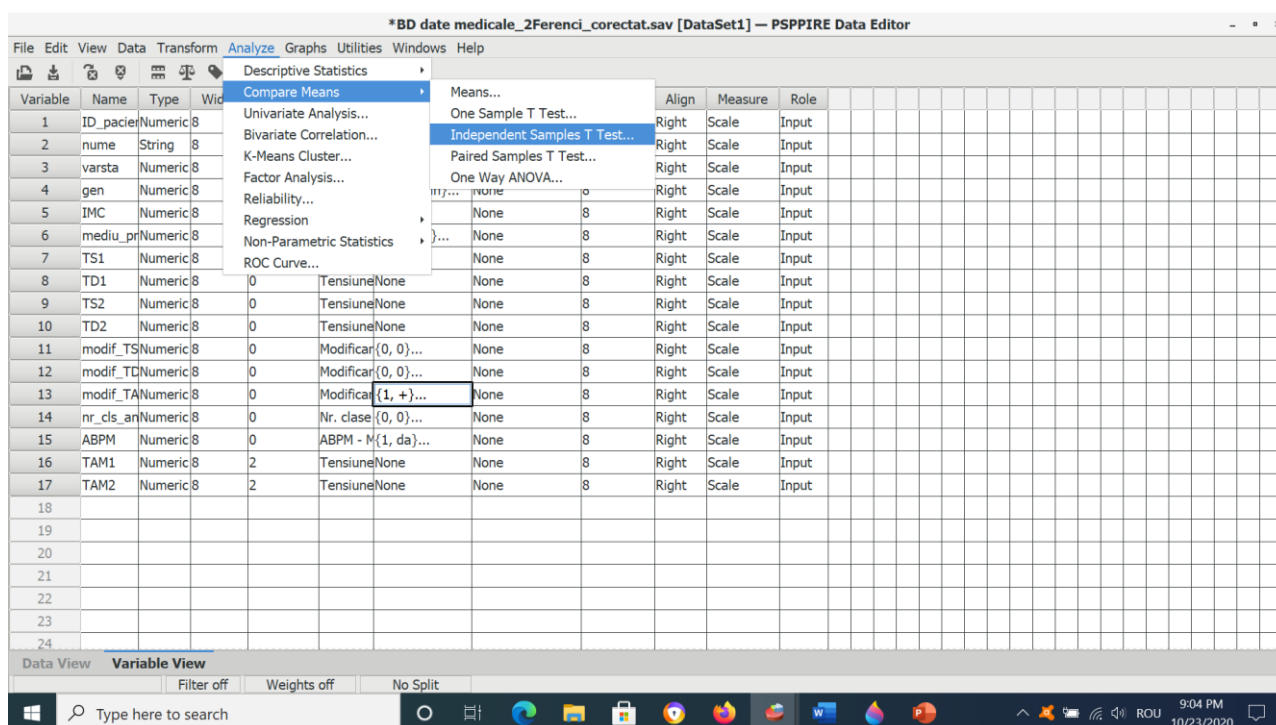 *BD date medicale_2Ferenci_corectat.sav [DataSet1] — PSPPIRE Data Editor
File Edit View Data Transform Analyze Graphs Utilities Windows Help
Descriptive Statistics
Compare Means
Univariate Analysis...
Bivariate Correlation...
K-Means Cluster...
Factor Analysis...
Reliability...
Regression
Non-Parametric Statistics
ROC Curve...
Means...
One Sample T Test...
Independent Samples T Test...
Paired Samples T Test...
One Way ANOVA...
Variable Name Type Wid Align Measure Role
1 ID_pacier Numeric 8 Right Scale Input
2 nume String 8 Right Scale Input
3 varsta Numeric 8 Right Scale Input
4 gen Numeric 8 None 8 Right Scale Input
5 IMC Numeric 8 None 8 Right Scale Input
6 mediu_pr Numeric 8 }... None 8 Right Scale Input
7 TS1 Numeric 8 None 8 Right Scale Input
8 TD1 Numeric 8 0 Tensiune None None 8 Right Scale Input
9 TS2 Numeric 8 0 Tensiune None None 8 Right Scale Input
10 TD2 Numeric 8 0 Tensiune None None 8 Right Scale Input
11 modif_TS Numeric 8 0 Modificar {0, 0}... None 8 Right Scale Input
12 modif_TD Numeric 8 0 Modificar {0, 0}... None 8 Right Scale Input
13 modif_TA Numeric 8 0 Modificar {1, +}... None 8 Right Scale Input
14 nr_cls_an Numeric 8 0 Nr. clase {0, 0}... None 8 Right Scale Input
15 ABPM Numeric 8 0 ABPM - M {1, da}... None 8 Right Scale Input
16 TAM1 Numeric 8 2 Tensiune None None 8 Right Scale Input
17 TAM2 Numeric 8 2 Tensiune None None 8 Right Scale Input
18
19
20
21
22
23
24
Data View Variable View
Filter off Weights off No Split
Type here to search
ROU
9:04 PM
10/23/2020